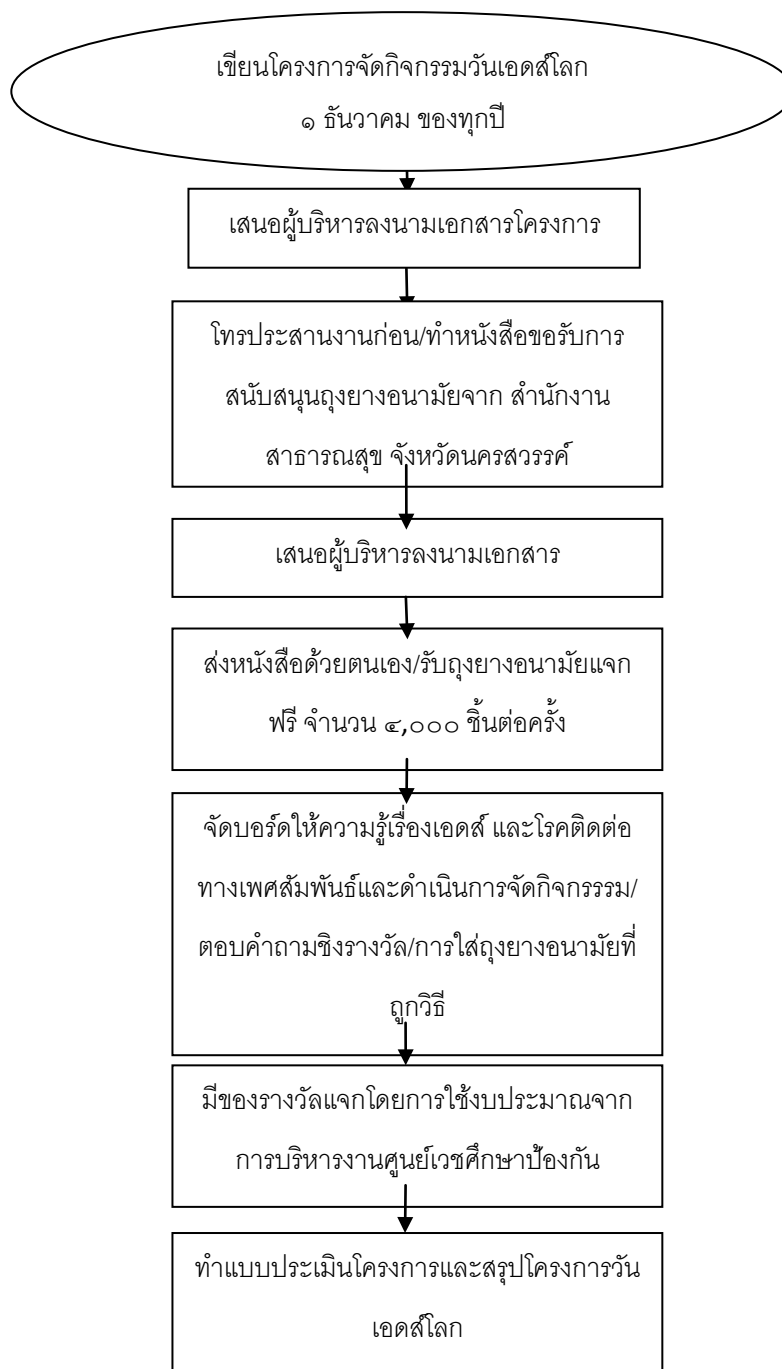 เขียนโครงการจัดกิจกรรมวันเอดส์โลก
๑ ธันวาคม ของทุกปี
เสนอผู้บริหารลงนามเอกสารโครงการ
โทรประสานงานก่อน/ทำหนังสือขอรับการ
สนับสนุนถุงยางอนามัยจาก สำนักงาน
สาธารณสุข จังหวัดนครสวรรค์
เสนอผู้บริหารลงนามเอกสาร
ส่งหนังสือด้วยตนเอง/รับถุงยางอนามัยแจก
ฟรี จำนวน ๔,๐๐๐ ชิ้นต่อครั้ง
จัดบอร์ดให้ความรู้เรื่องเอดส์ และโรคติดต่อ
ทางเพศสัมพันธ์และดำเนินการจัดกิจกรรรม/
ตอบคำถามชิงรางวัล/การใส่ถุงยางอนามัยที่
ถูกวิธี
มีของรางวัลแจกโดยการใช้งบประมาณจาก
การบริหารงานศูนย์เวชศึกษาป้องกัน
ทำแบบประเมินโครงการและสรุปโครงการวัน
เอดส์โลก